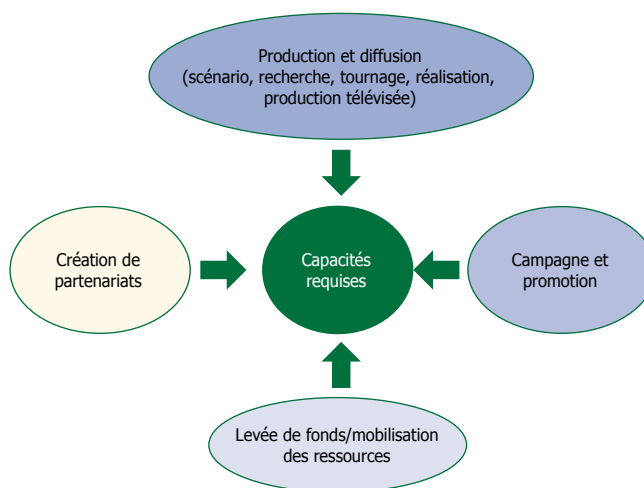 Production et diffusion
(scénario, recherche, tournage, réalisation,
production télévisée)
Création de
partenariats
Capacités
requises
Campagne et
promotion
Levée de fonds/mobilisation
des ressources